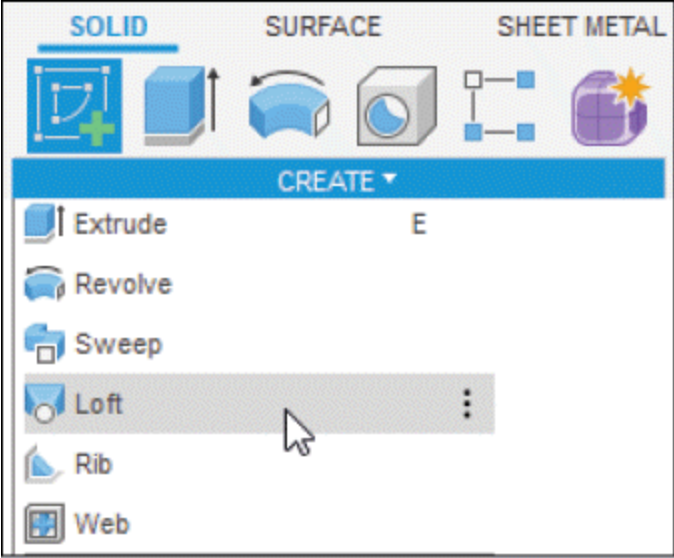 SOLID SURFACE SHEET METAL
CREATE
Extrude E
Revolve
Sweep
Loft
Rib
Web